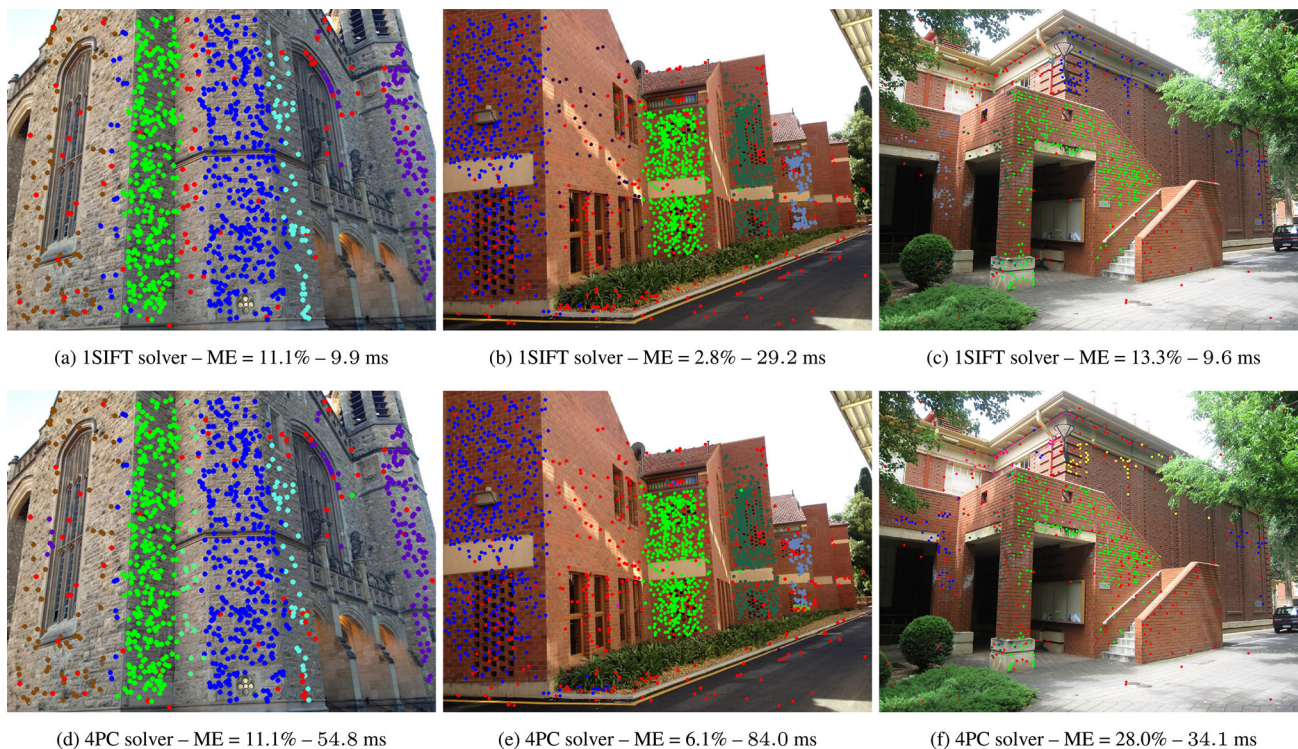 (a) 1SIFT solver – ME = 11.1% – 9.9 ms
(b) 1SIFT solver – ME = 2.8% – 29.2 ms
(c) 1SIFT solver – ME = 13.3% – 9.6 ms
(d) 4PC solver – ME = 11.1% – 54.8 ms
(e) 4PC solver – ME = 6.1% – 84.0 ms
(f) 4PC solver – ME = 28.0% – 34.1 ms